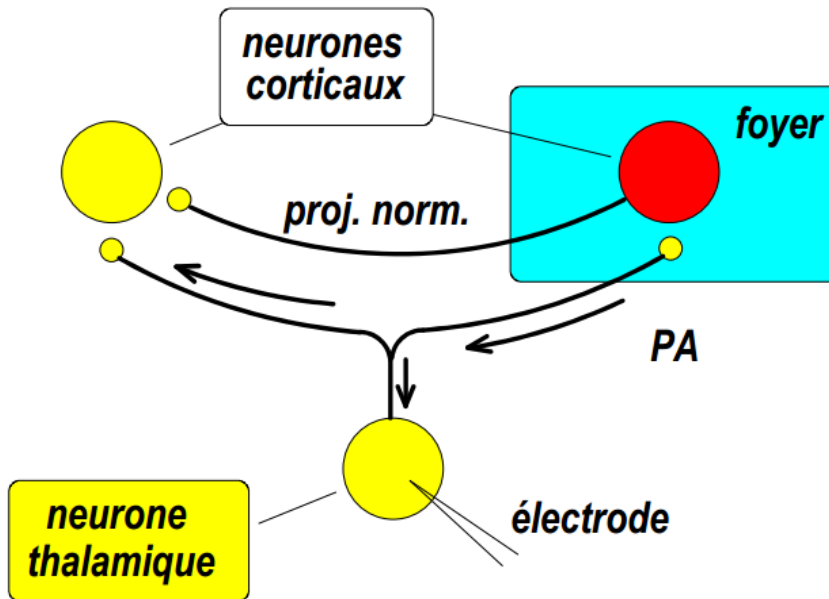 neurones
corticaux
foyer
proj. norm.
PA
électrode
neurone
thalamique